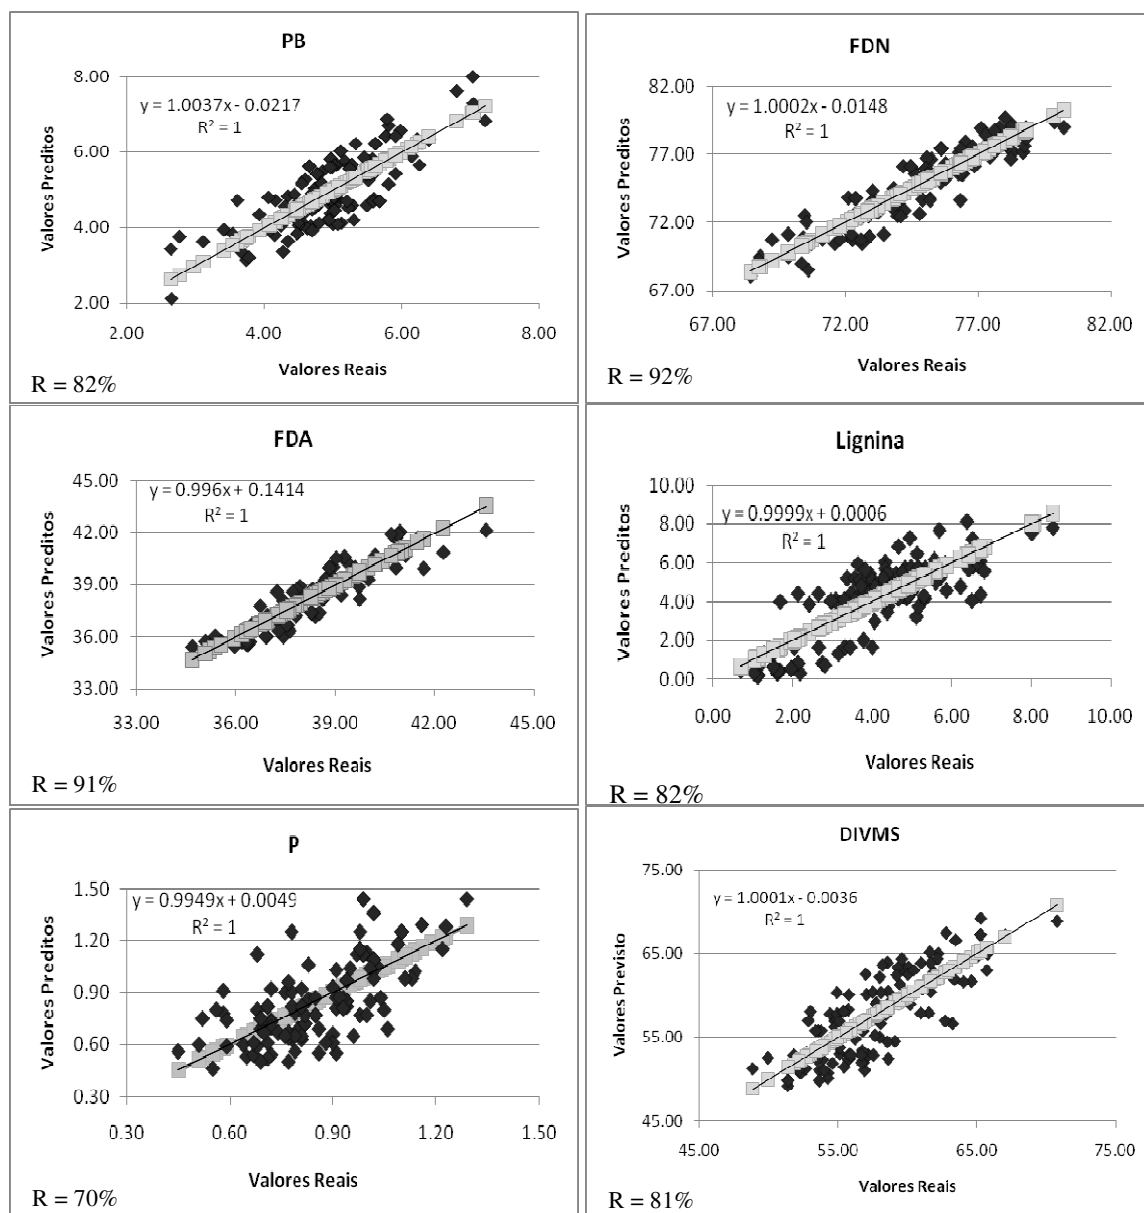 PB
8.00
y = 1.0037x - 0.0217
R² = 1
6.00
Valores Preditos
4.00
2.00
2.00 4.00 6.00 8.00
Valores Reais
R = 82%
FDN
82.00
y = 1.0002x - 0.0148
R² = 1
77.00
Valores Preditos
72.00
67.00
67.00 72.00 77.00 82.00
Valores Reais
R = 92%
FDA
45.00
y = 0.996x + 0.1414
R² = 1
42.00
Valores Preditos
39.00
36.00
33.00
33.00 36.00 39.00 42.00 45.00
Valores Reais
R = 91%
Lignina
10.00
y = 0.9999x + 0.0006
8.00
R² = 1
Valores Preditos
6.00
4.00
2.00
0.00
0.00 2.00 4.00 6.00 8.00 10.00
Valores Reais
R = 82%
P
1.50
y = 0.9949x + 0.0049
R² = 1
1.20
Valores Preditos
0.90
0.60
0.30
0.30 0.60 0.90 1.20 1.50
Valores Reais
R = 70%
DIVMS
75.00
y = 1.0001x - 0.0036
R² = 1
65.00
Valores Previsto
55.00
45.00
45.00 55.00 65.00 75.00
Valores Reais
R = 81%